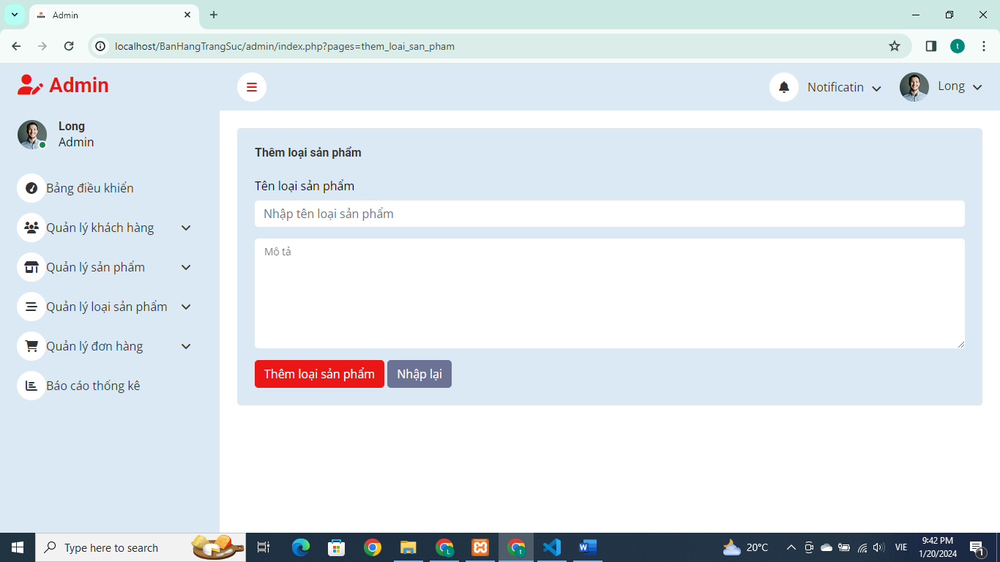 Admin
localhost/BanHangTrangSuc/admin/index.php?pages=them_loai_san_pham
t
Admin
Notificatin
Long
Long
Admin
Bảng điều khiển
Quản lý khách hàng
Quản lý sản phẩm
Quản lý loại sản phẩm
Quản lý đơn hàng
Báo cáo thống kê
Thêm loại sản phẩm
Tên loại sản phẩm
Nhập tên loại sản phẩm
Mô tả
Thêm loại sản phẩm
Nhập lại
Type here to search
L
t
W
20°C
VIE
9:42 PM
1/20/2024
1